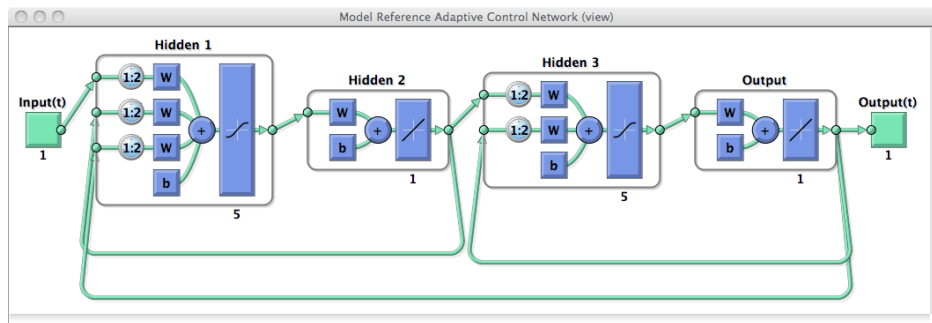 Model Reference Adaptive Control Network (view)
Hidden 1
Hidden 2
Hidden 3
Output
Input(t)
Output(t)
1:2
W
1:2
W
1:2
W
b
+
5
W
b
+
1
1:2
W
1:2
W
b
+
5
W
b
+
1
1
1